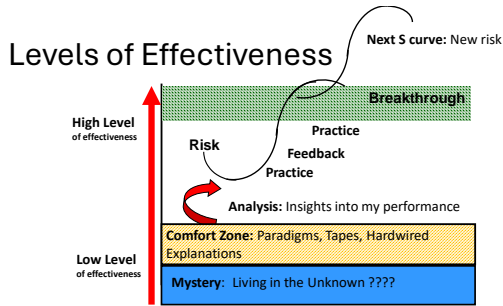 Next S curve: New risk
Levels of Effectiveness
Breakthrough
High Level
of effectiveness
Practice
Risk
Feedback
Practice
Analysis: Insights into my performance
Comfort Zone: Paradigms, Tapes, Hardwired
Explanations
Low Level
of effectiveness
Mystery: Living in the Unknown ????